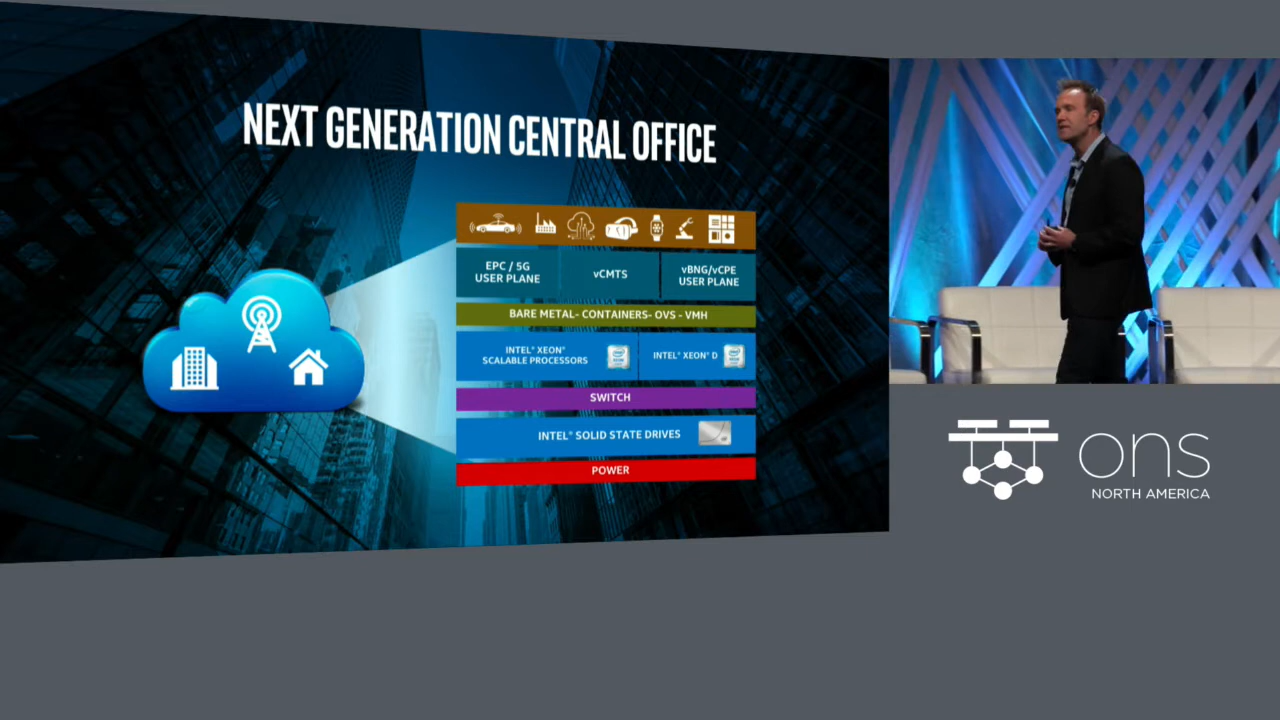 NEXT GENERATION CENTRAL OFFICE
EPC / 5G
USER PLANE
vCMTS
vBNG/vCPE
USER PLANE
BARE METAL- CONTAINERS- OVS - VMH
INTEL® XEON®
SCALABLE PROCESSORS
INTEL® XEON® D
SWITCH
INTEL® SOLID STATE DRIVES
POWER
ons
NORTH AMERICA